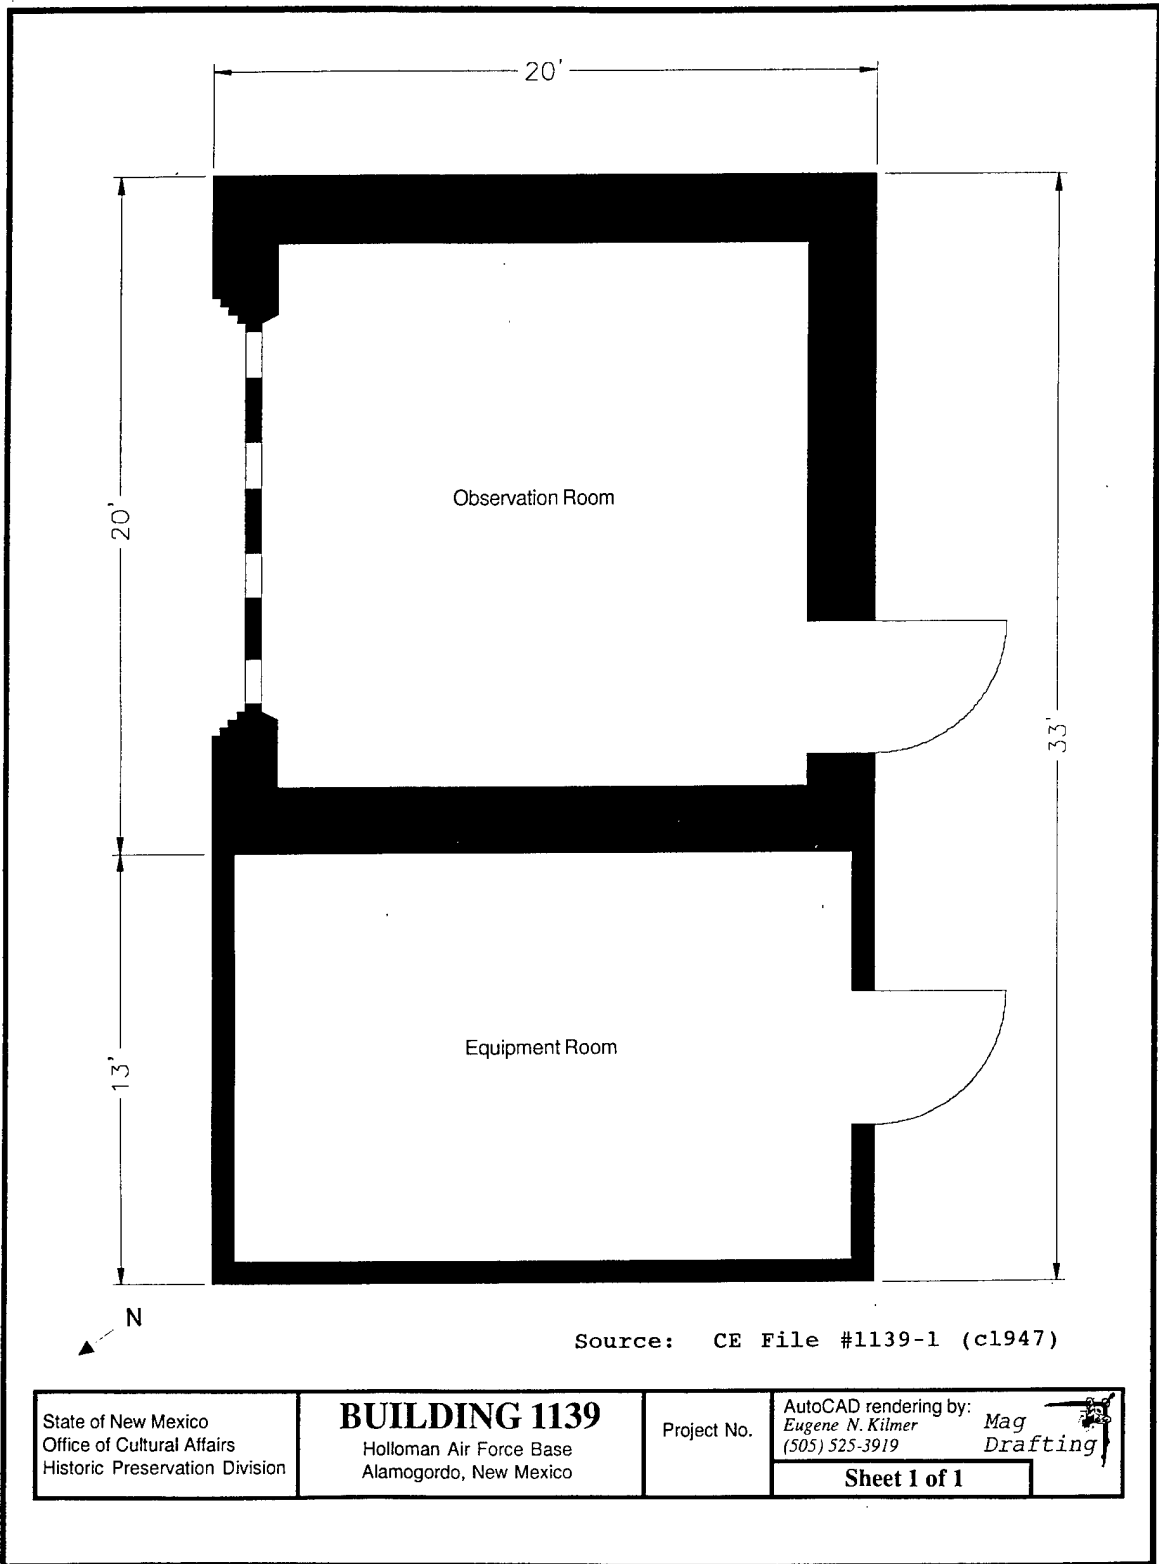 20'
20'
Observation Room
33'
13'
Equipment Room
N
Source: CE File #1139-1 (c1947)
State of New Mexico
Office of Cultural Affairs
Historic Preservation Division
BUILDING 1139
Holloman Air Force Base
Alamogordo, New Mexico
Project No.
AutoCAD rendering by:
Eugene N. Kilmer
(505) 525-3919
Mag
Drafting
Sheet 1 of 1